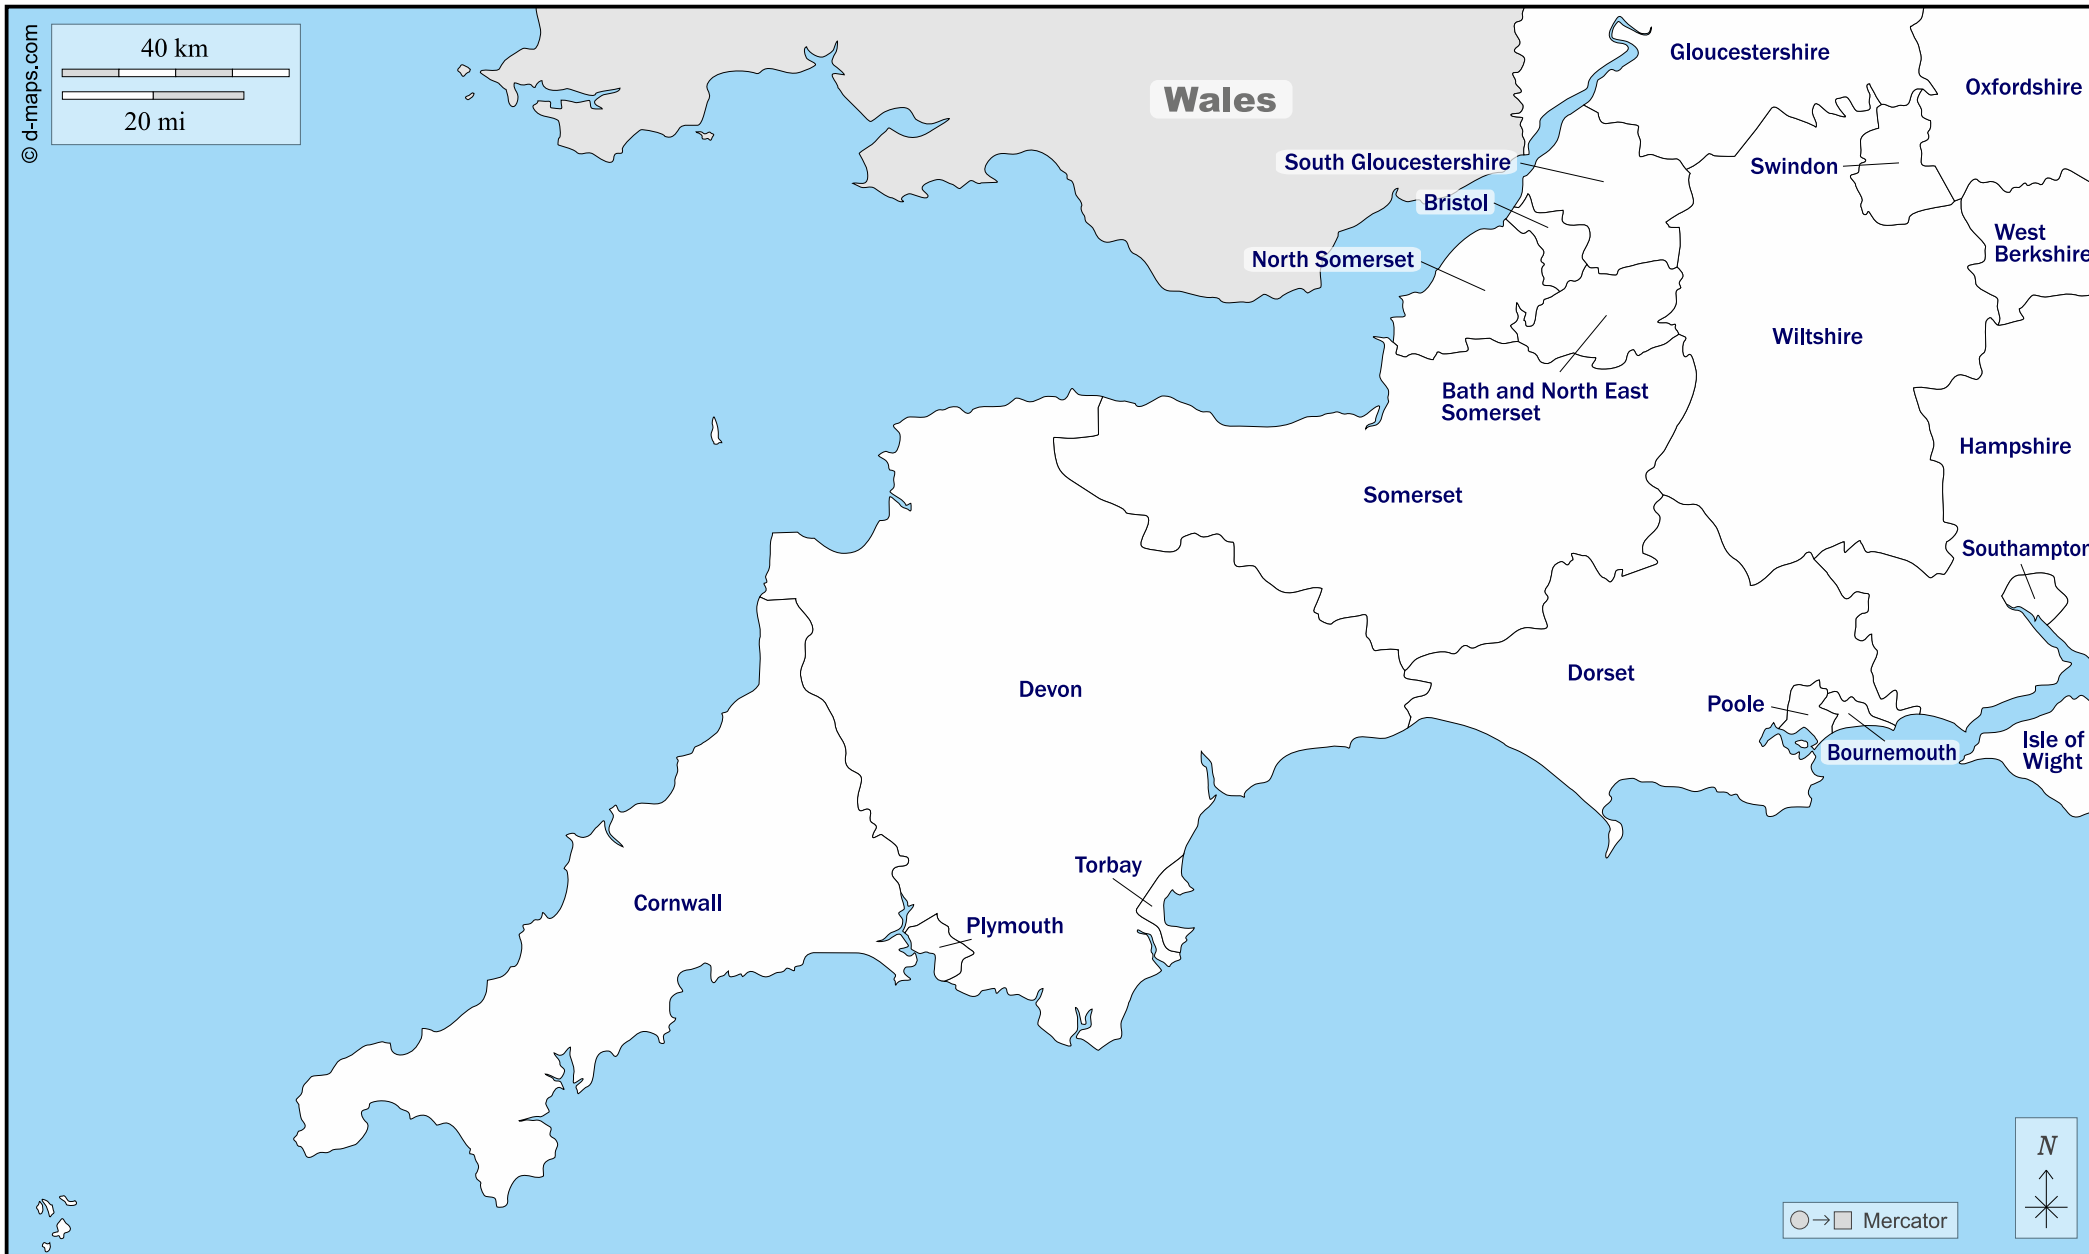 © d-maps.com
40 km
20 mi
Wales
Gloucestershire
Oxfordshire
South Gloucestershire
Swindon
Bristol
West
Berkshire
North Somerset
Wiltshire
Bath and North East
Somerset
Hampshire
Somerset
Southampton
Devon
Dorset
Poole
Bournemouth
Isle of
Wight
Torbay
Cornwall
Plymouth
N
Mercator